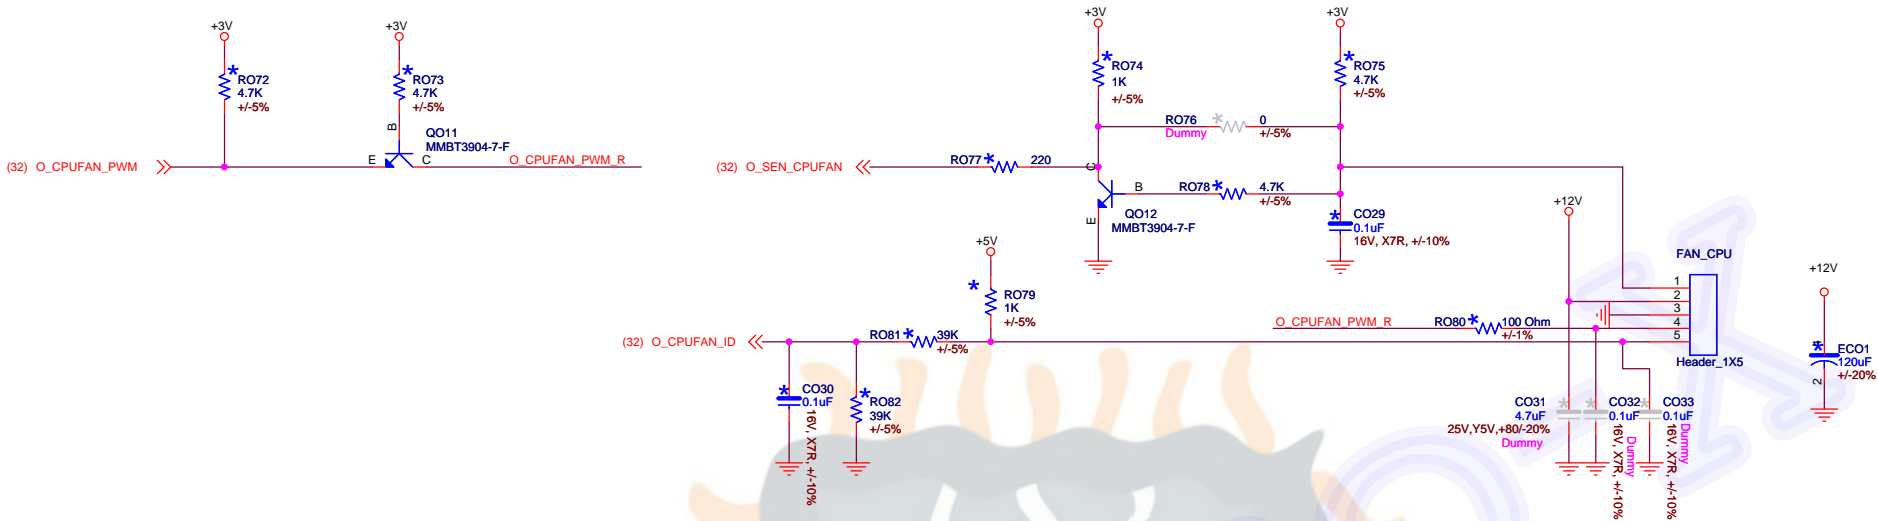 +3V
RO72
4.7K
+/-5%
+3V
RO73
4.7K
+/-5%
B
QO11
MMBT3904-7-F
E
C
(32) O_CPUFAN_PWM
O_CPUFAN_PWM_R
+3V
RO74
1K
+/-5%
+3V
RO75
4.7K
+/-5%
RO76
Dummy
0
+/-5%
(32) O_SEN_CPUFAN
RO77
220
C
B
E
QO12
MMBT3904-7-F
RO78
4.7K
+/-5%
CO29
0.1uF
16V, X7R, +/-10%
+5V
RO79
1K
+/-5%
(32) O_CPUFAN_ID
RO81
39K
+/-5%
CO30
0.1uF
16V, X7R, +/-10%
RO82
39K
+/-5%
O_CPUFAN_PWM_R
RO80
100 Ohm
+/-1%
+12V
FAN_CPU
1
2
3
4
5
Header_1X5
CO31
4.7uF
25V,Y5V,+80/-20%
Dummy
CO32
0.1uF
16V, X7R, +/-10%
Dummy
CO33
0.1uF
16V, X7R, +/-10%
Dummy
+12V
1
ECO1
120uF
+/-20%
2